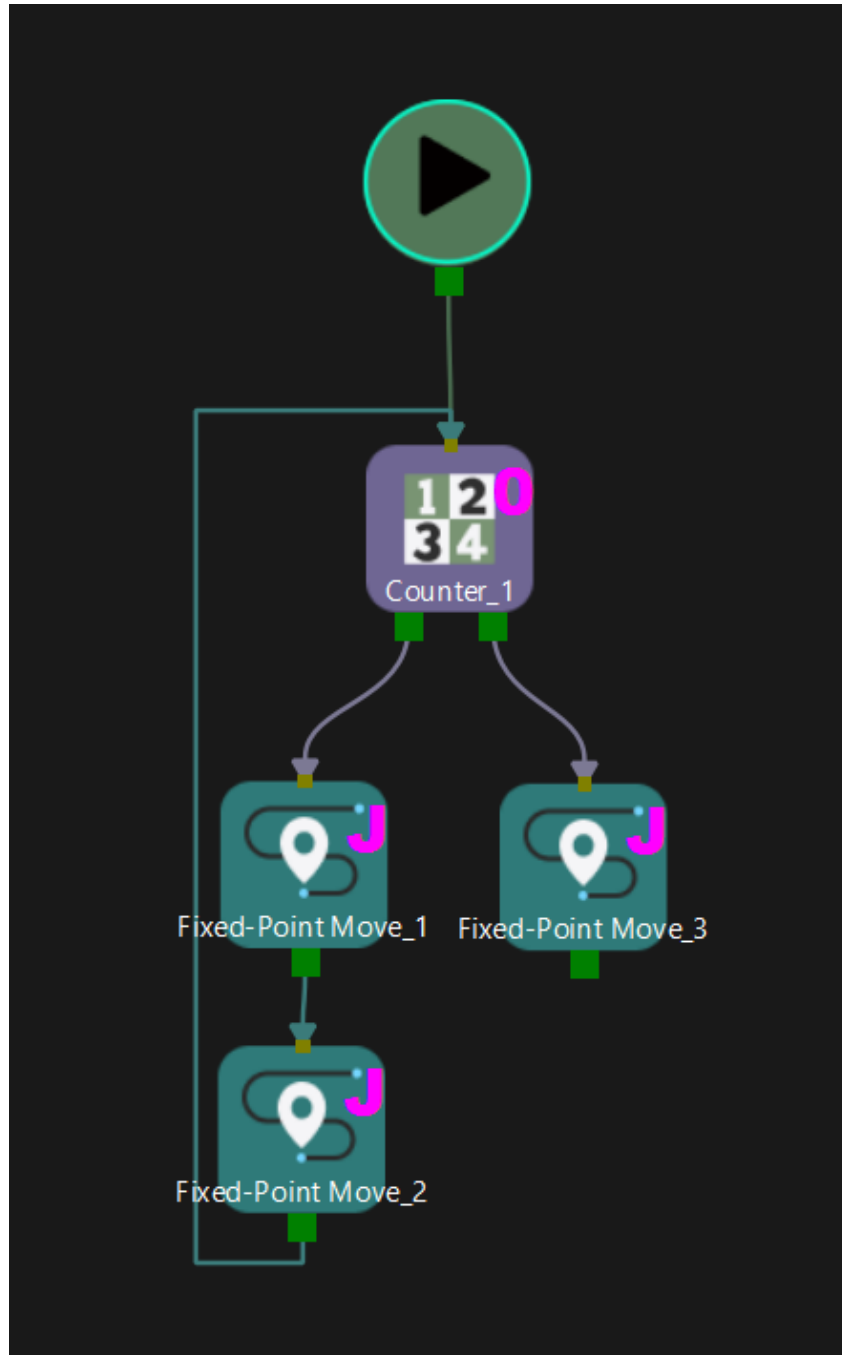 1 2 0
3 4
Counter_1
J
J
Fixed-Point Move_1
Fixed-Point Move_3
J
Fixed-Point Move_2